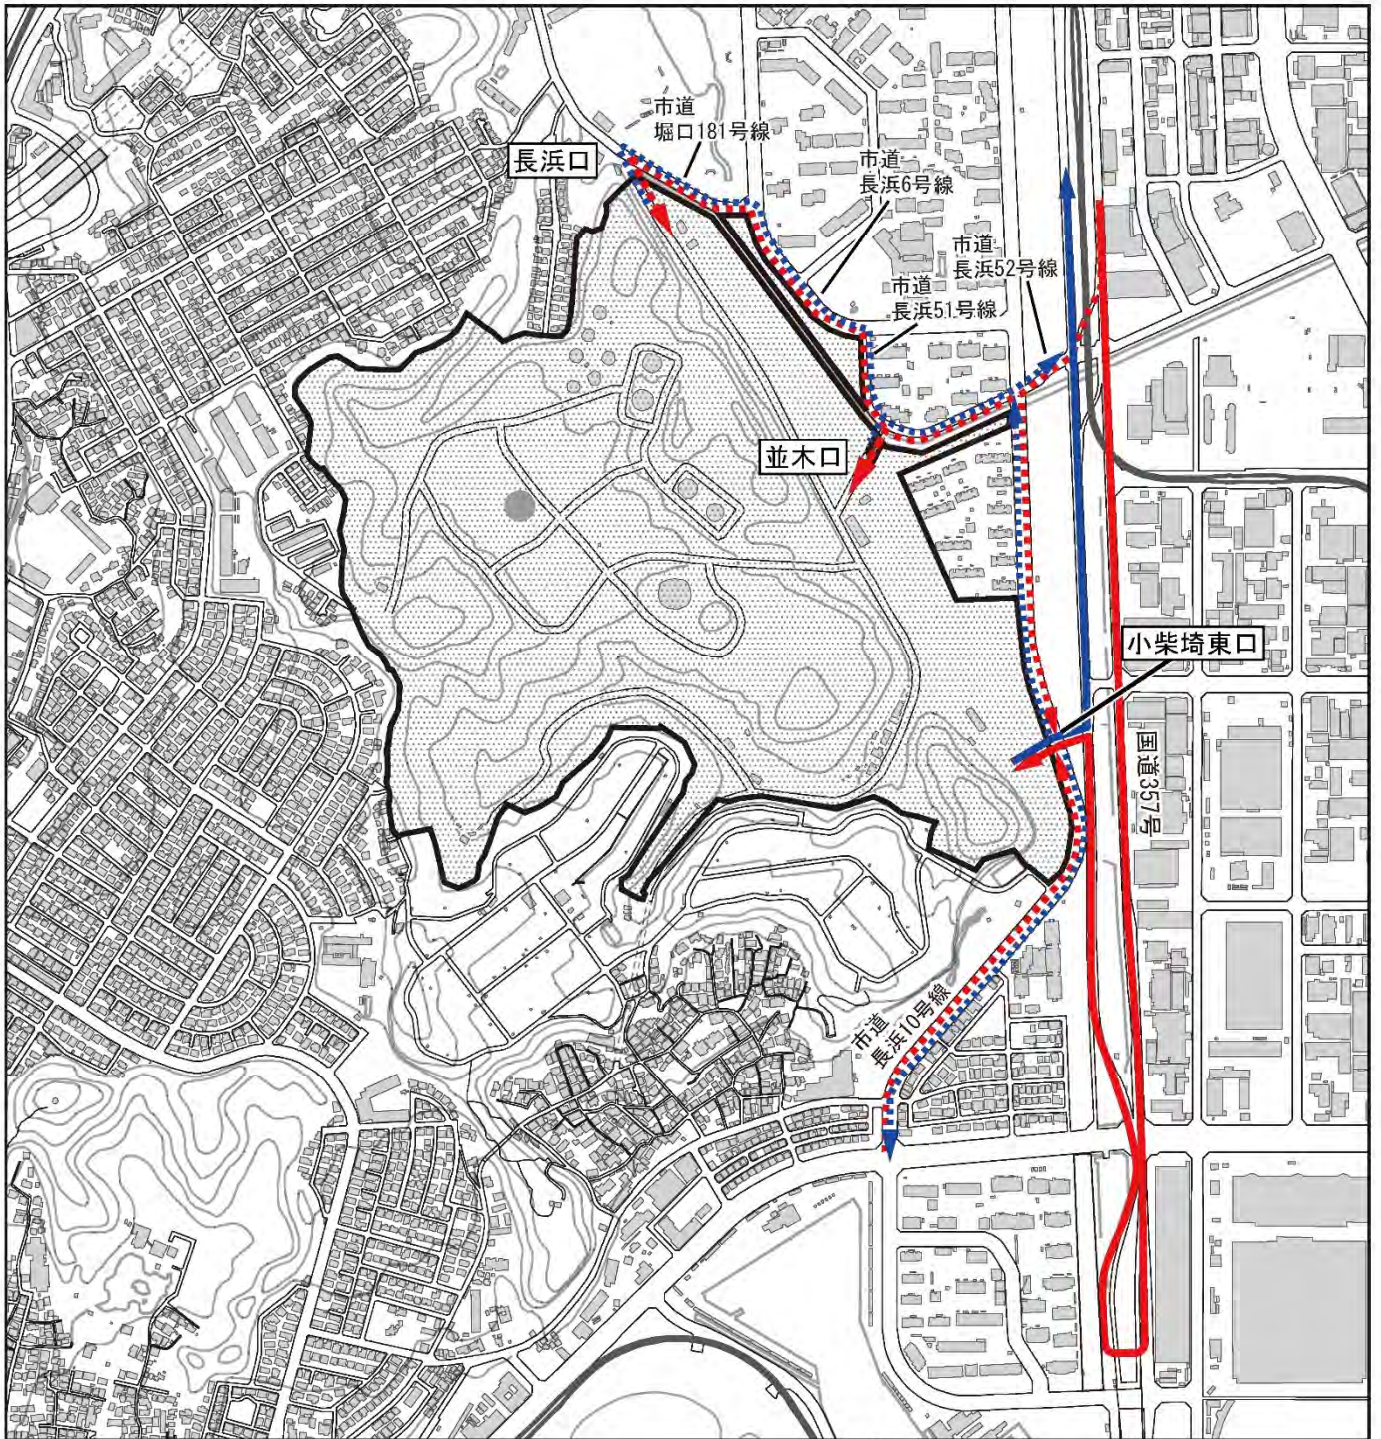 市道
堀口181号線
長浜口
市道
長浜6号線
市道
長浜52号線
市道
長浜51号線
並木口
小柴埼東口
国道357号
市道
長浜10号線